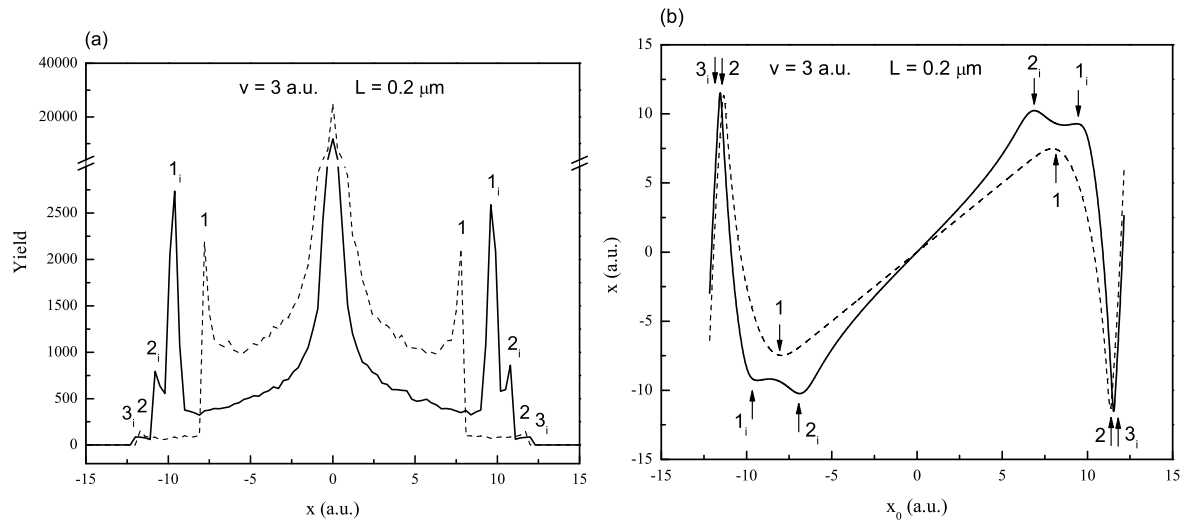 (a)
v = 3 a.u. L = 0.2 μm
40000
20000
2500
2000
1500
1000
500
0
Yield
1i
1
1
1i
2i
2i
3i 2
2 3i
-15 -10 -5 0 5 10 15
x (a.u.)
(b)
v = 3 a.u. L = 0.2 μm
15
10
5
0
-5
-10
-15
x (a.u.)
3i 2
2i
1i
1
1
1i
2i
2 3i
-15 -10 -5 0 5 10 15
x0 (a.u.)